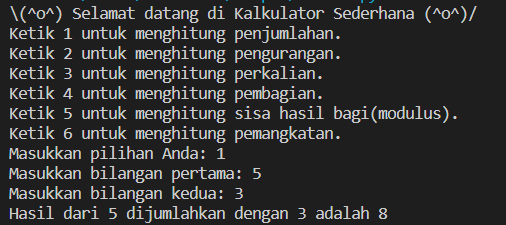 \(^o^) Selamat datang di Kalkulator Sederhana (^o^)/
Ketik 1 untuk menghitung penjumlahan.
Ketik 2 untuk menghitung pengurangan.
Ketik 3 untuk menghitung perkalian.
Ketik 4 untuk menghitung pembagian.
Ketik 5 untuk menghitung sisa hasil bagi(modulus).
Ketik 6 untuk menghitung pemangkatan.
Masukkan pilihan Anda: 1
Masukkan bilangan pertama: 5
Masukkan bilangan kedua: 3
Hasil dari 5 dijumlahkan dengan 3 adalah 8